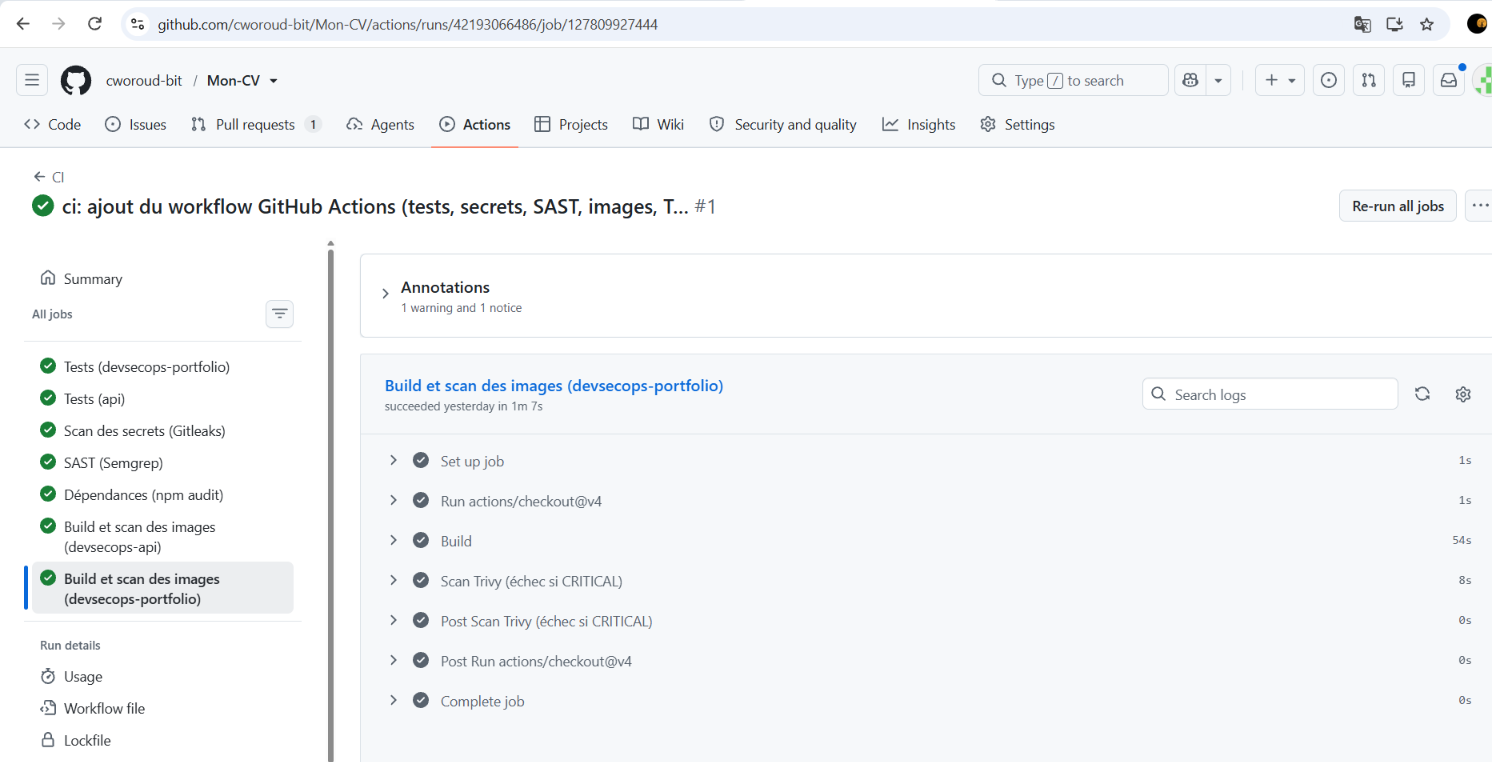 github.com/cworoud-bit/Mon-CV/actions/runs/42193066486/job/127809927444
cworoud-bit / Mon-CV
Type / to search
Code Issues Pull requests 1 Agents Actions Projects Wiki Security and quality Insights Settings
CI
ci: ajout du workflow GitHub Actions (tests, secrets, SAST, images, T... #1
Re-run all jobs
Summary
All jobs
Tests (devsecops-portfolio)
Tests (api)
Scan des secrets (Gitleaks)
SAST (Semgrep)
Dépendances (npm audit)
Build et scan des images
(devsecops-api)
Build et scan des images
(devsecops-portfolio)
Run details
Usage
Workflow file
Lockfile
Annotations
1 warning and 1 notice
Build et scan des images (devsecops-portfolio)
succeeded yesterday in 1m 7s
Search logs
Set up job 1s
Run actions/checkout@v4 1s
Build 54s
Scan Trivy (échec si CRITICAL) 8s
Post Scan Trivy (échec si CRITICAL) 0s
Post Run actions/checkout@v4 0s
Complete job 0s